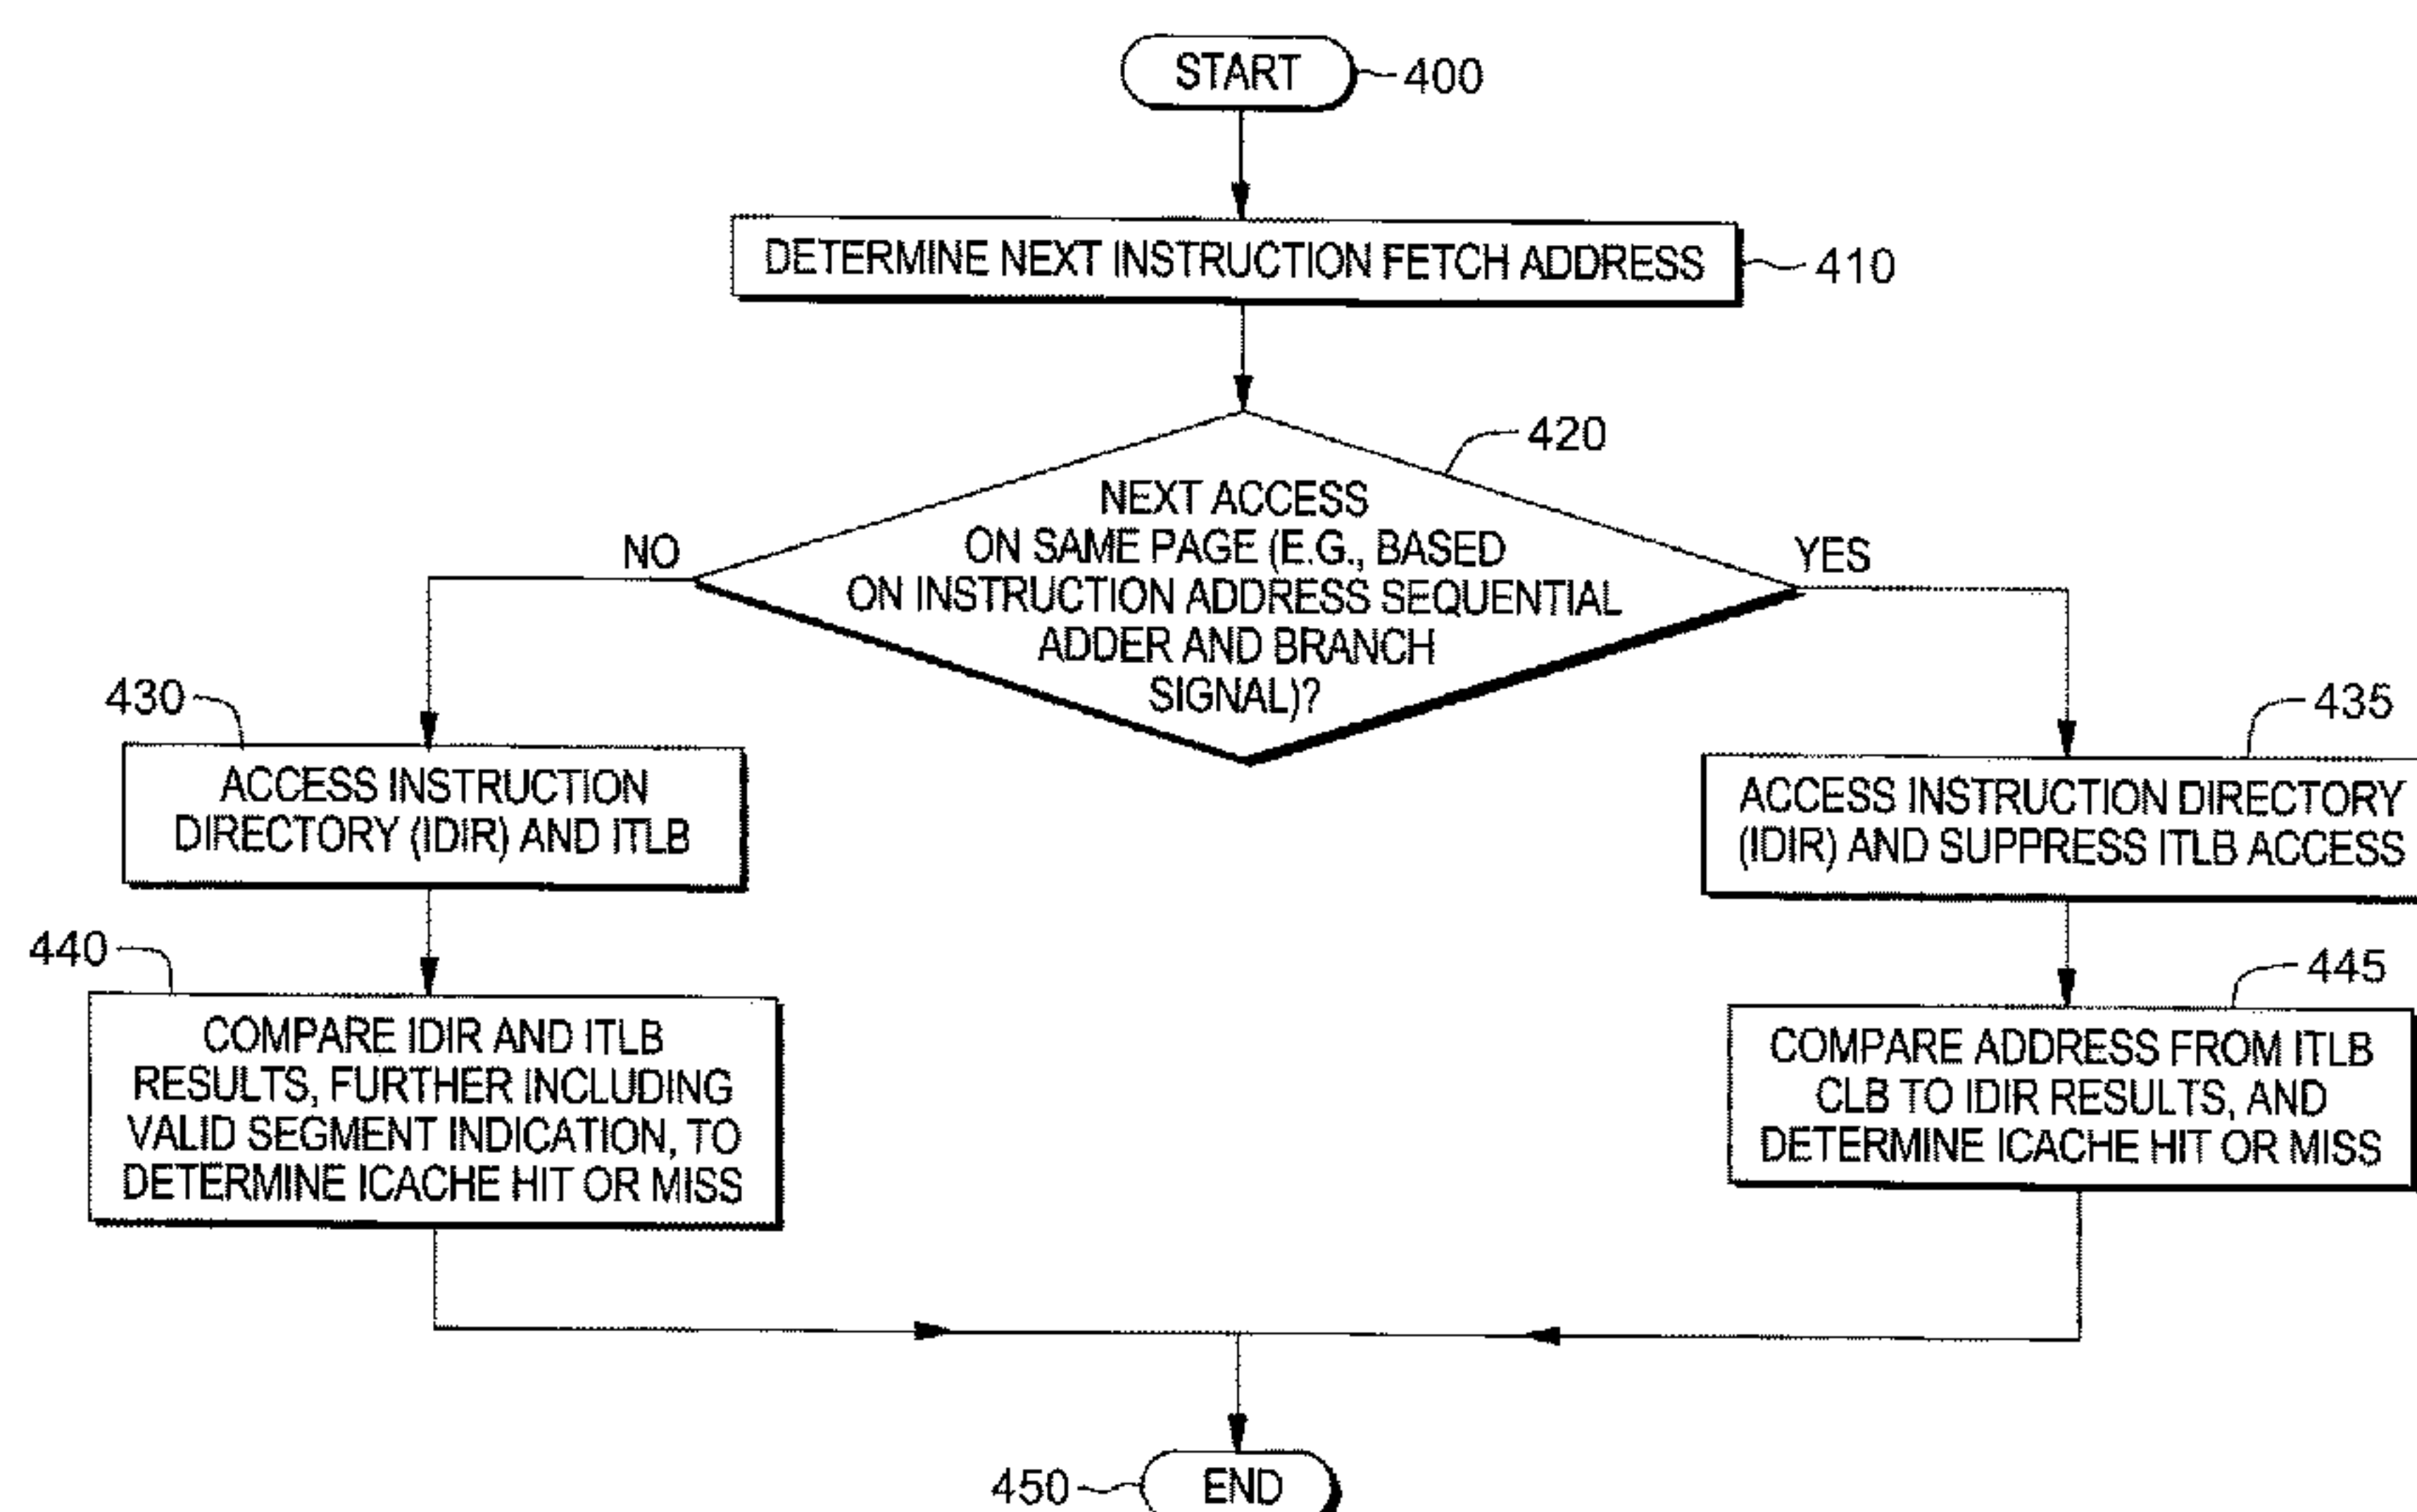 START
400
DETERMINE NEXT INSTRUCTION FETCH ADDRESS
410
420
NEXT ACCESS
ON SAME PAGE (E.G., BASED
ON INSTRUCTION ADDRESS SEQUENTIAL
ADDER AND BRANCH
SIGNAL)?
NO
YES
430
ACCESS INSTRUCTION
DIRECTORY (IDIR) AND ITLB
435
ACCESS INSTRUCTION DIRECTORY
(IDIR) AND SUPPRESS ITLB ACCESS
440
COMPARE IDIR AND ITLB
RESULTS, FURTHER INCLUDING
VALID SEGMENT INDICATION, TO
DETERMINE ICACHE HIT OR MISS
445
COMPARE ADDRESS FROM ITLB
CLB TO IDIR RESULTS, AND
DETERMINE ICACHE HIT OR MISS
450
END